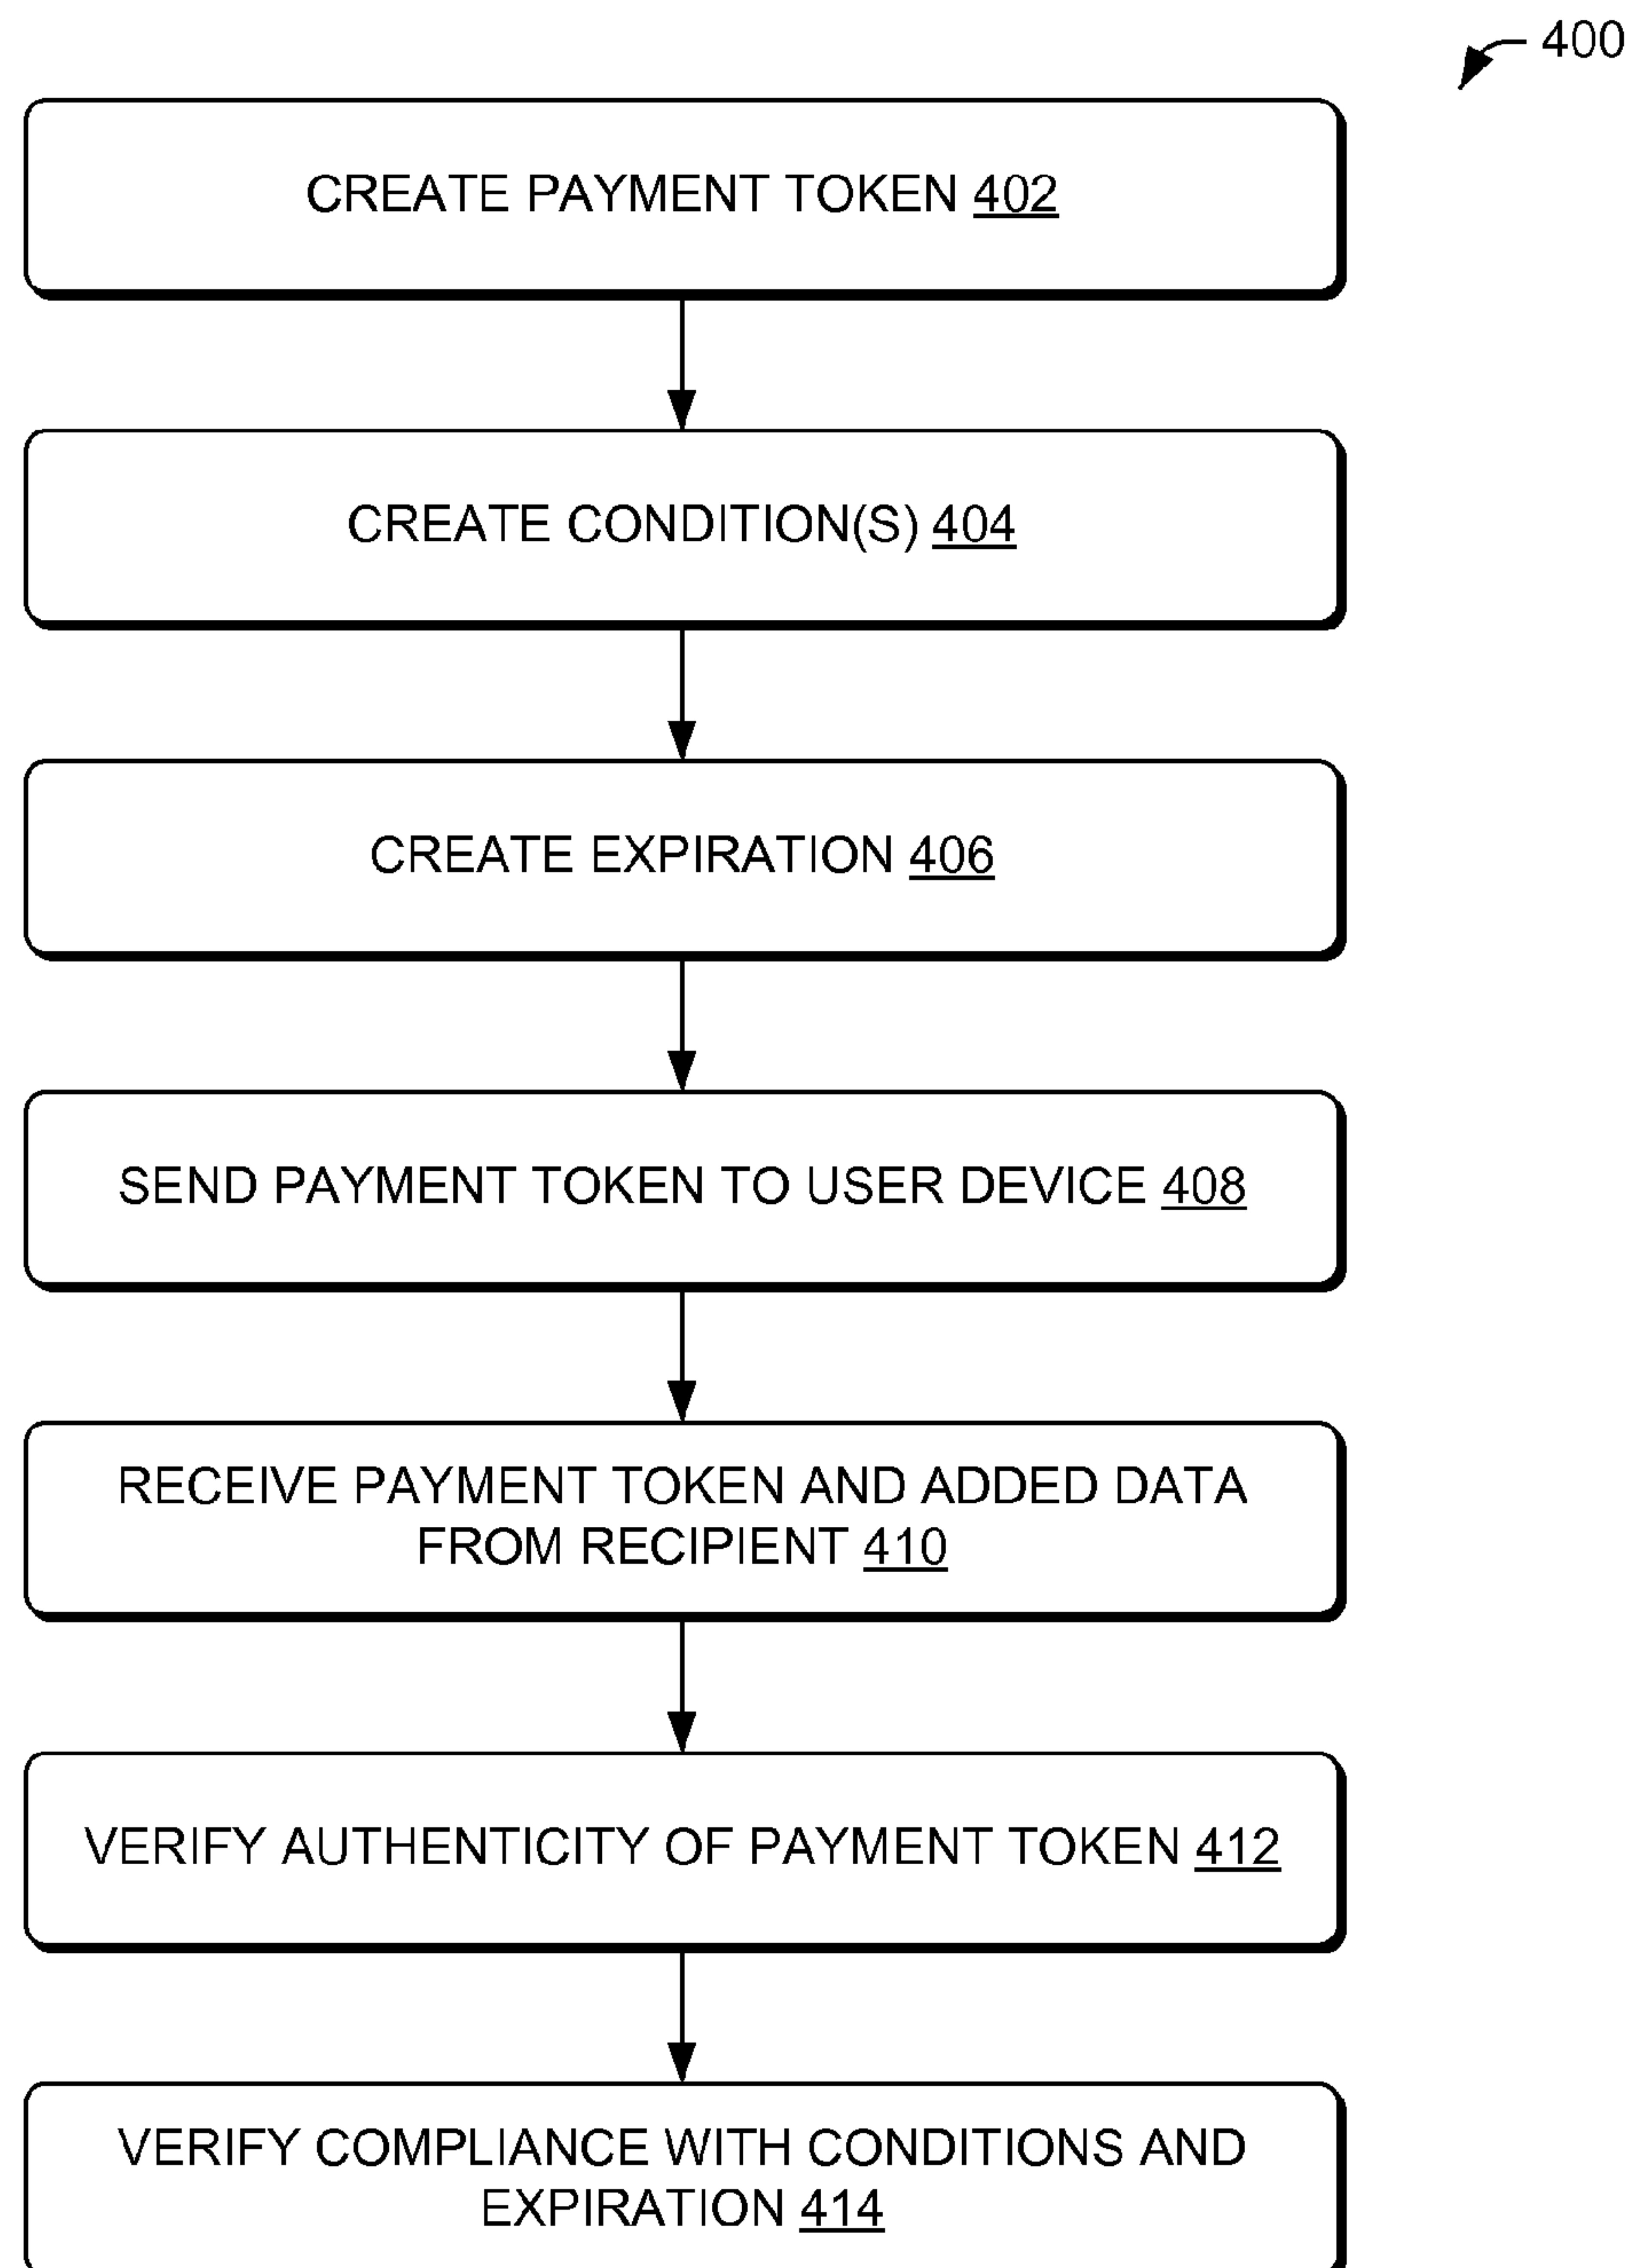 400
CREATE PAYMENT TOKEN 402
CREATE CONDITION(S) 404
CREATE EXPIRATION 406
SEND PAYMENT TOKEN TO USER DEVICE 408
RECEIVE PAYMENT TOKEN AND ADDED DATA
FROM RECIPIENT 410
VERIFY AUTHENTICITY OF PAYMENT TOKEN 412
VERIFY COMPLIANCE WITH CONDITIONS AND
EXPIRATION 414